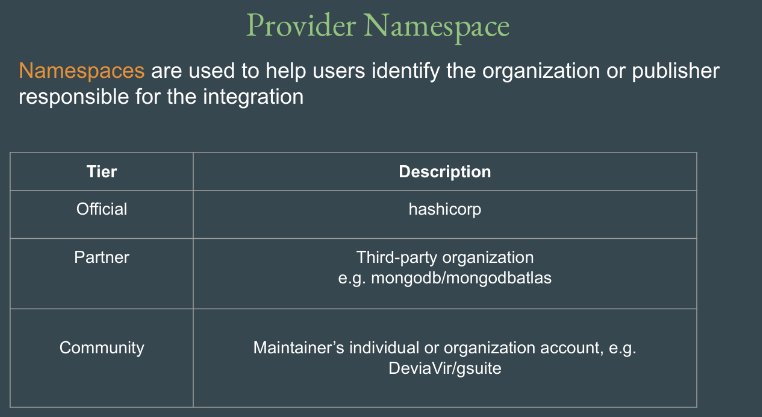 Provider Namespace
Namespaces are used to help users identify the organization or publisher
responsible for the integration
Tier
Description
Official
hashicorp
Partner
Third-party organization
e.g. mongodb/mongodbatlas
Community
Maintainer’s individual or organization account, e.g.
DeviaVir/gsuite